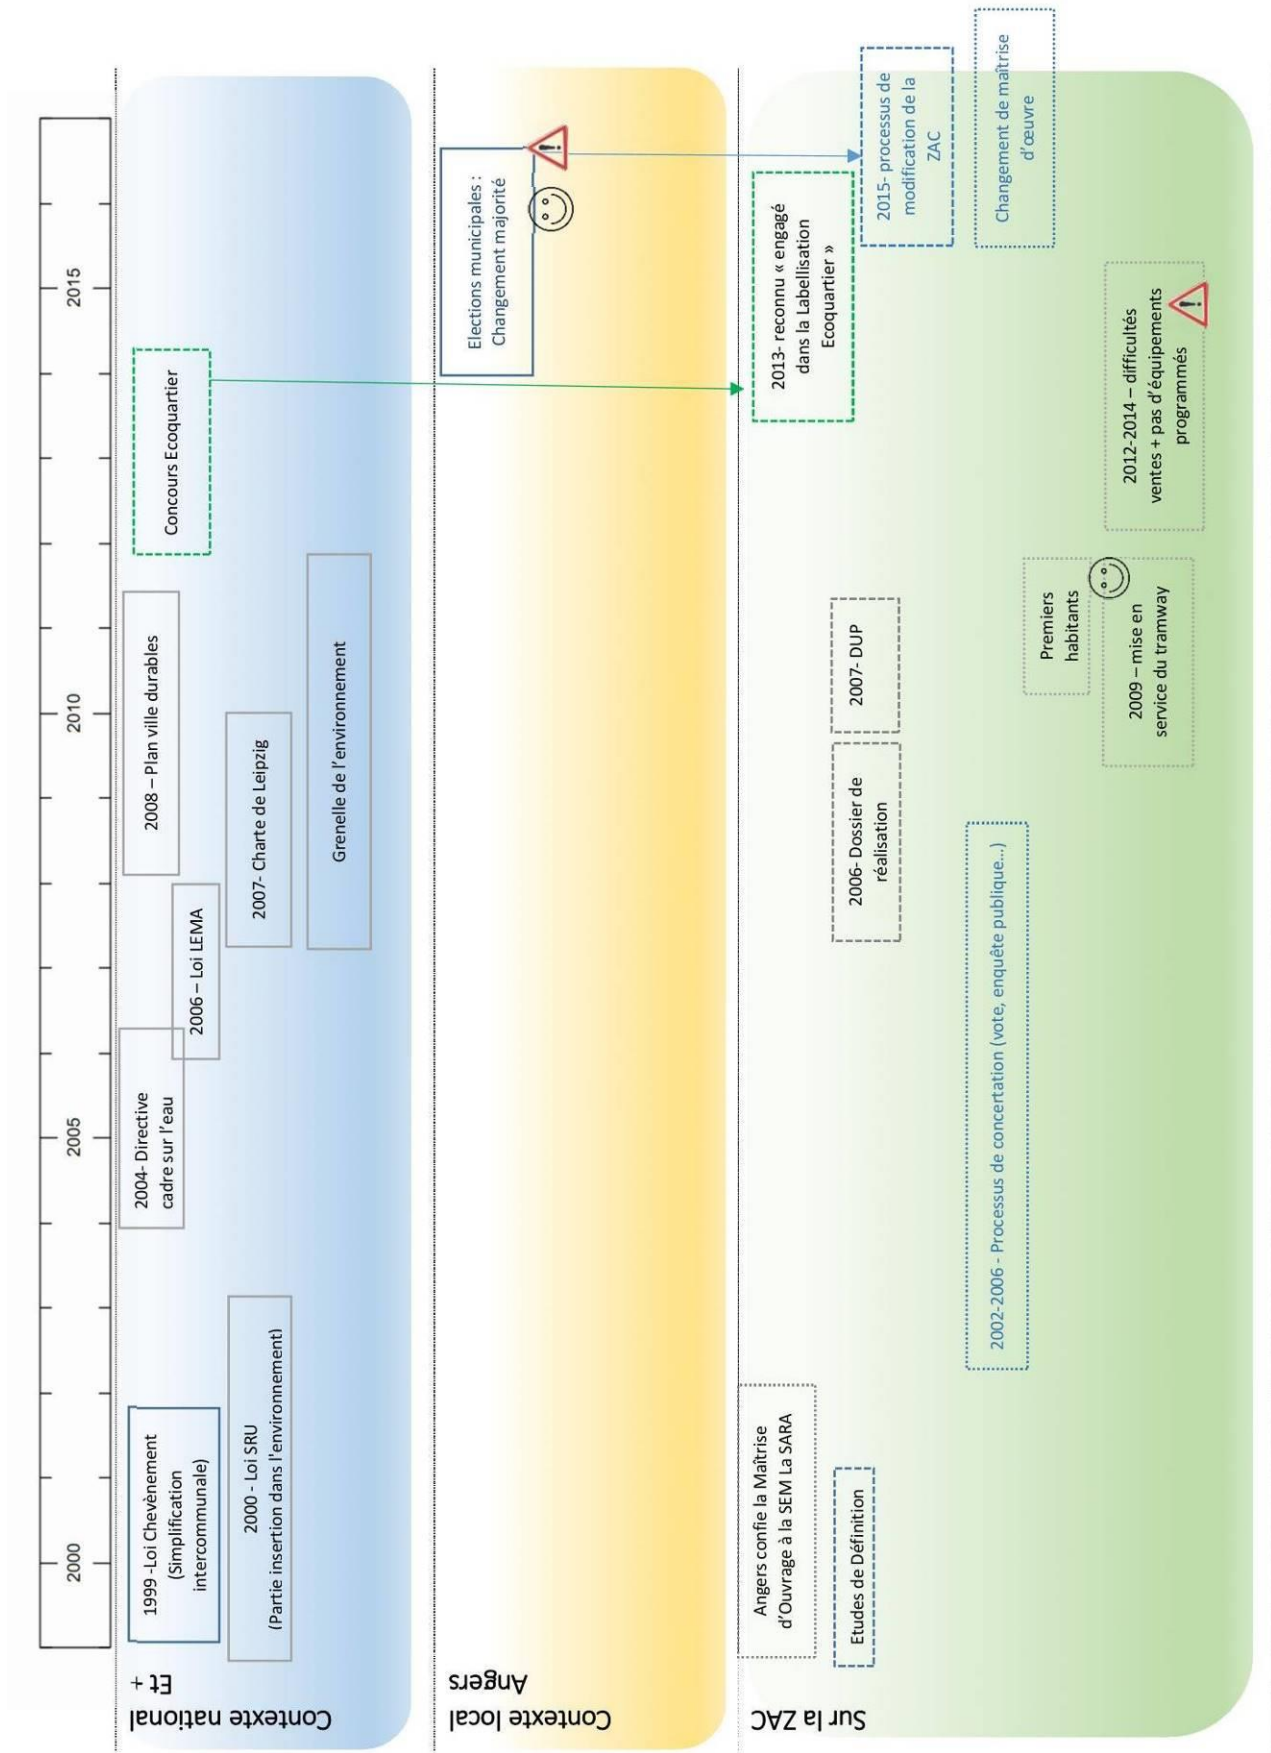 2000
2005
2010
2015
Contexte national
Et +
1999 -Loi Chevènement
(Simplification
intercommunale)
2000 - Loi SRU
(Partie insertion dans l'environnement)
2004- Directive
cadre sur l'eau
2006 – Loi LEMA
2007- Charte de Leipzig
2008 – Plan ville durables
Grenelle de l'environnement
Concours Ecoquartier
Contexte local
Angers
Elections municipales :
Changement majorité
Sur la ZAC
Angers confie la Maîtrise
d'Ouvrage à la SEM La SARA
Etudes de Définition
2002-2006 - Processus de concertation (vote, enquête publique…)
2006- Dossier de
réalisation
2007- DUP
Premiers
habitants
2009 – mise en
service du tramway
2012-2014 – difficultés
ventes + pas d'équipements
programmés
2013- reconnu « engagé
dans la Labellisation
Ecoquartier »
2015- processus de
modification de la
ZAC
Changement de maîtrise
d'œuvre